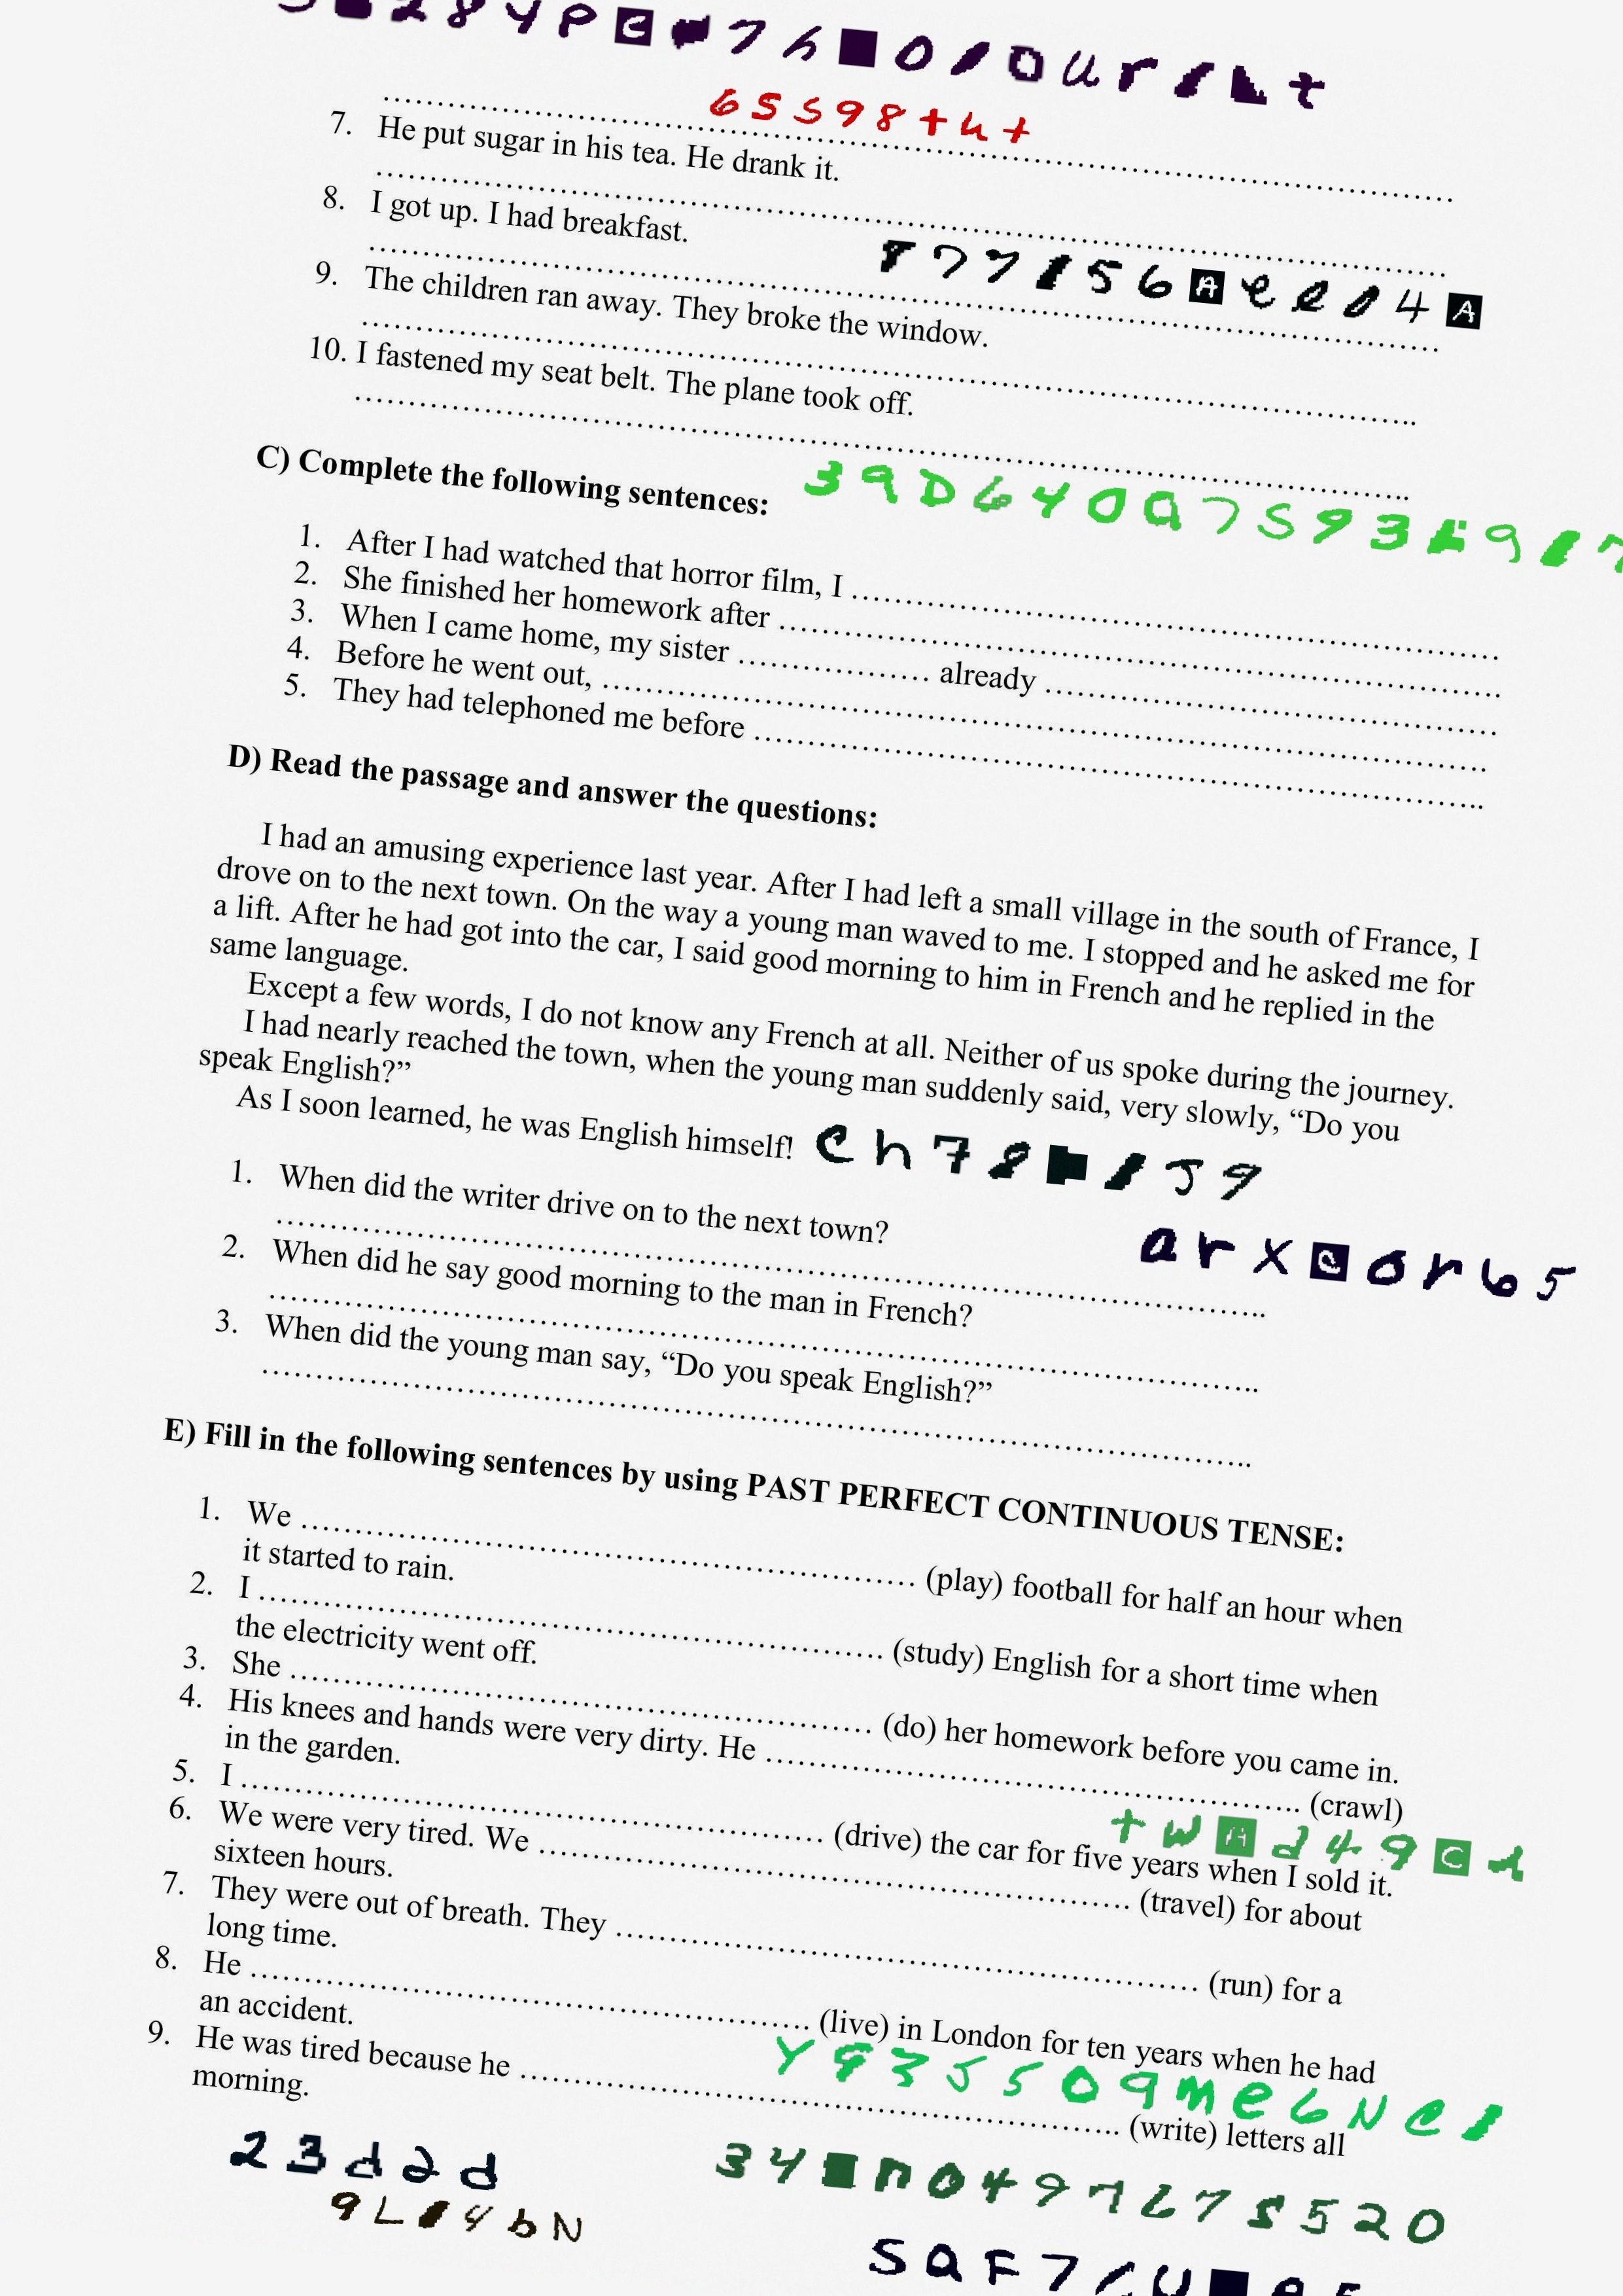 7. He put sugar in his tea. He drank it.
8. I got up. I had breakfast.
9. The children ran away. They broke the window.
10. I fastened my seat belt. The plane took off.
C) Complete the following sentences:
1. After I had watched that horror film, I ........................................
2. She finished her homework after ........................................
3. When I came home, my sister .................. already ........................................
4. Before he went out, ........................................
5. They had telephoned me before ........................................
D) Read the passage and answer the questions:
I had an amusing experience last year. After I had left a small village in the south of France, I
drove on to the next town. On the way a young man waved to me. I stopped and he asked me for
a lift. After he had got into the car, I said good morning to him in French and he replied in the
same language.
Except a few words, I do not know any French at all. Neither of us spoke during the journey.
I had nearly reached the town, when the young man suddenly said, very slowly, “Do you
speak English?”
As I soon learned, he was English himself!
1. When did the writer drive on to the next town?
2. When did he say good morning to the man in French?
3. When did the young man say, “Do you speak English?”
E) Fill in the following sentences by using PAST PERFECT CONTINUOUS TENSE:
1. We ........................................ (play) football for half an hour when
it started to rain.
2. I ........................................ (study) English for a short time when
the electricity went off.
3. She ........................................ (do) her homework before you came in.
4. His knees and hands were very dirty. He ........................................ (crawl)
in the garden.
5. I ........................................ (drive) the car for five years when I sold it.
6. We were very tired. We ........................................ (travel) for about
sixteen hours.
7. They were out of breath. They ........................................ (run) for a
long time.
8. He ........................................ (live) in London for ten years when he had
an accident.
9. He was tired because he ........................................ (write) letters all
morning.
23dad